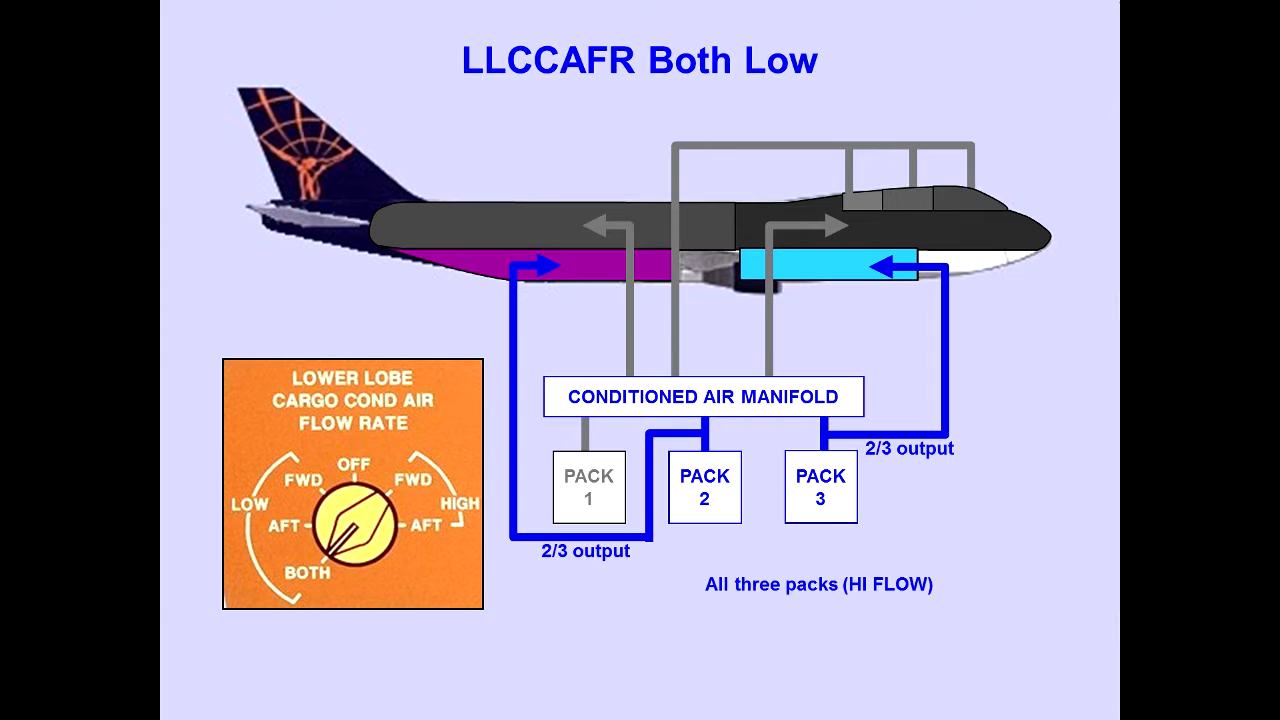 LLCCAFR Both Low
LOWER LOBE
CARGO COND AIR
FLOW RATE
OFF
FWD
FWD
LOW
HIGH
AFT
AFT
BOTH
CONDITIONED AIR MANIFOLD
PACK
1
PACK
2
PACK
3
2/3 output
2/3 output
All three packs (HI FLOW)